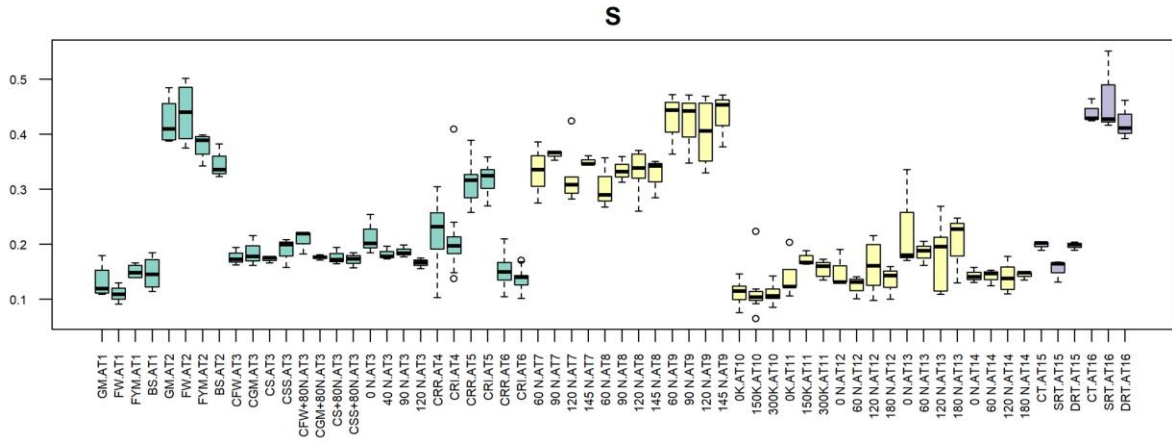 S
0.5
0.4
0.3
0.2
0.1
GM.AT1
FW.AT1
FYM.AT1
BS.AT1
GM.AT2
FW.AT2
FYM.AT2
BS.AT2
CFW.AT3
CGM.AT3
CS.AT3
CSS.AT3
CFW+80N.AT3
CGM+80N.AT3
CS+80N.AT3
CSS+80N.AT3
0 N.AT3
40 N.AT3
90 N.AT3
120 N.AT3
CRR.AT4
CRI.AT4
CRR.AT5
CRI.AT5
CRR.AT6
CRI.AT6
60 N.AT7
90 N.AT7
120 N.AT7
145 N.AT7
60 N.AT8
90 N.AT8
120 N.AT8
145 N.AT8
60 N.AT9
90 N.AT9
120 N.AT9
145 N.AT9
0K.AT10
150K.AT10
300K.AT10
0K.AT11
150K.AT11
300K.AT11
0 N.AT12
60 N.AT12
120 N.AT12
180 N.AT12
0 N.AT13
60 N.AT13
120 N.AT13
180 N.AT13
0 N.AT14
60 N.AT14
120 N.AT14
180 N.AT14
CT.AT15
SRT.AT15
DRT.AT15
CT.AT16
SRT.AT16
DRT.AT16